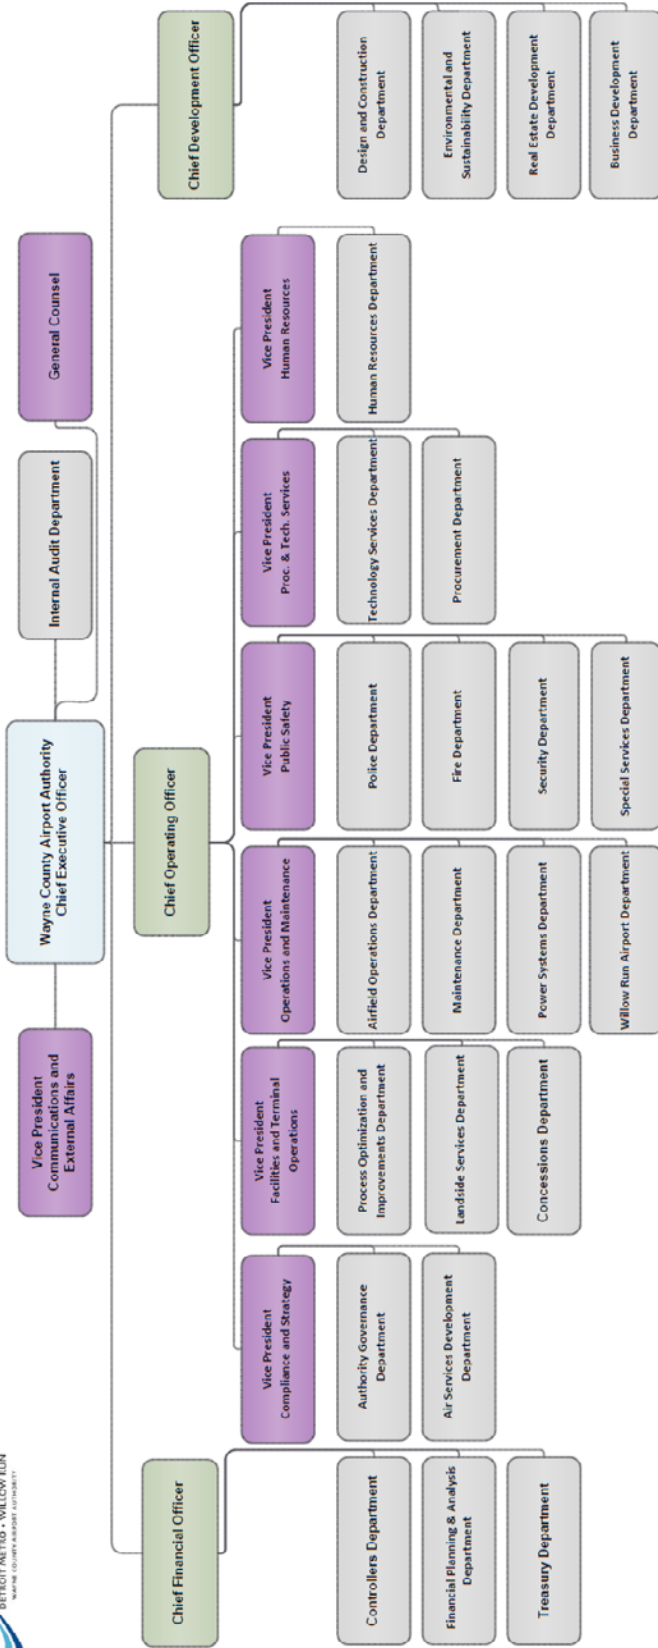 DETROIT METRO • WILLOW RUN
WAYNE COUNTY AIRPORT AUTHORITY
Vice President
Communications and
External Affairs
Wayne County Airport Authority
Chief Executive Officer
Internal Audit Department
General Counsel
Chief Financial Officer
Chief Operating Officer
Chief Development Officer
Vice President
Compliance and Strategy
Vice President
Facilities and Terminal
Operations
Vice President
Operations and Maintenance
Vice President
Public Safety
Vice President
Proc. & Tech. Services
Vice President
Human Resources
Controllers Department
Financial Planning & Analysis
Department
Treasury Department
Authority Governance
Department
Air Services Development
Department
Process Optimization and
Improvements Department
Landside Services Department
Concessions Department
Airfield Operations Department
Maintenance Department
Power Systems Department
Willow Run Airport Department
Police Department
Fire Department
Security Department
Special Services Department
Technology Services Department
Procurement Department
Human Resources Department
Design and Construction
Department
Environmental and
Sustainability Department
Real Estate Development
Department
Business Development
Department